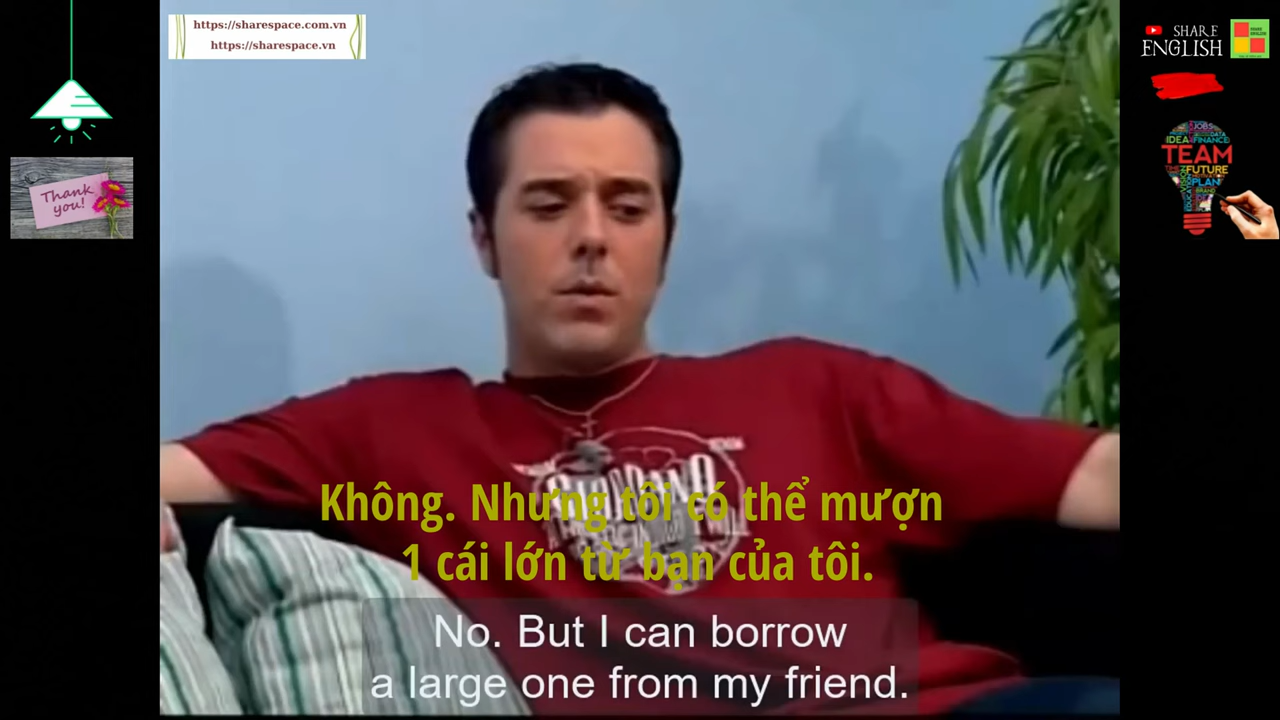 https://sharespace.com.vn
https://sharespace.vn
SHARE
ENGLISH
Thank
you!
JOBS
IDEA FINANCE
TEAM
FUTURE
PLAN
BRAND
Không. Nhưng tôi có thể mượn
1 cái lớn từ bạn của tôi.
No. But I can borrow
a large one from my friend.